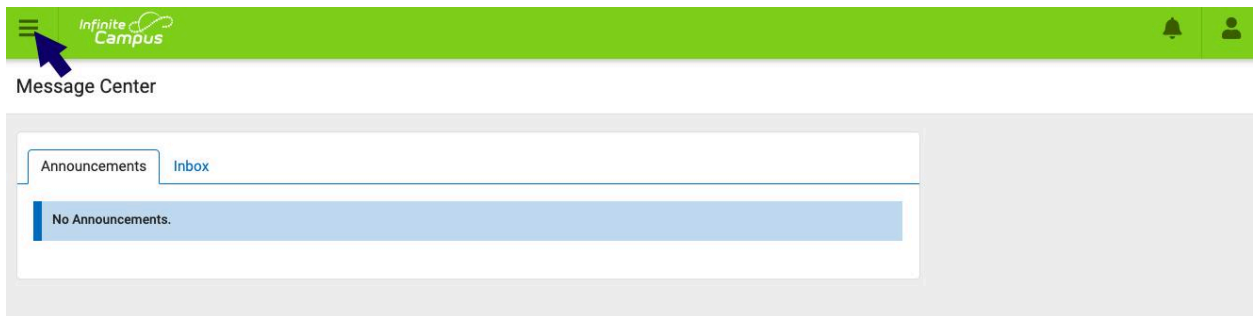 Infinite
Campus
Message Center
Announcements Inbox
No Announcements.